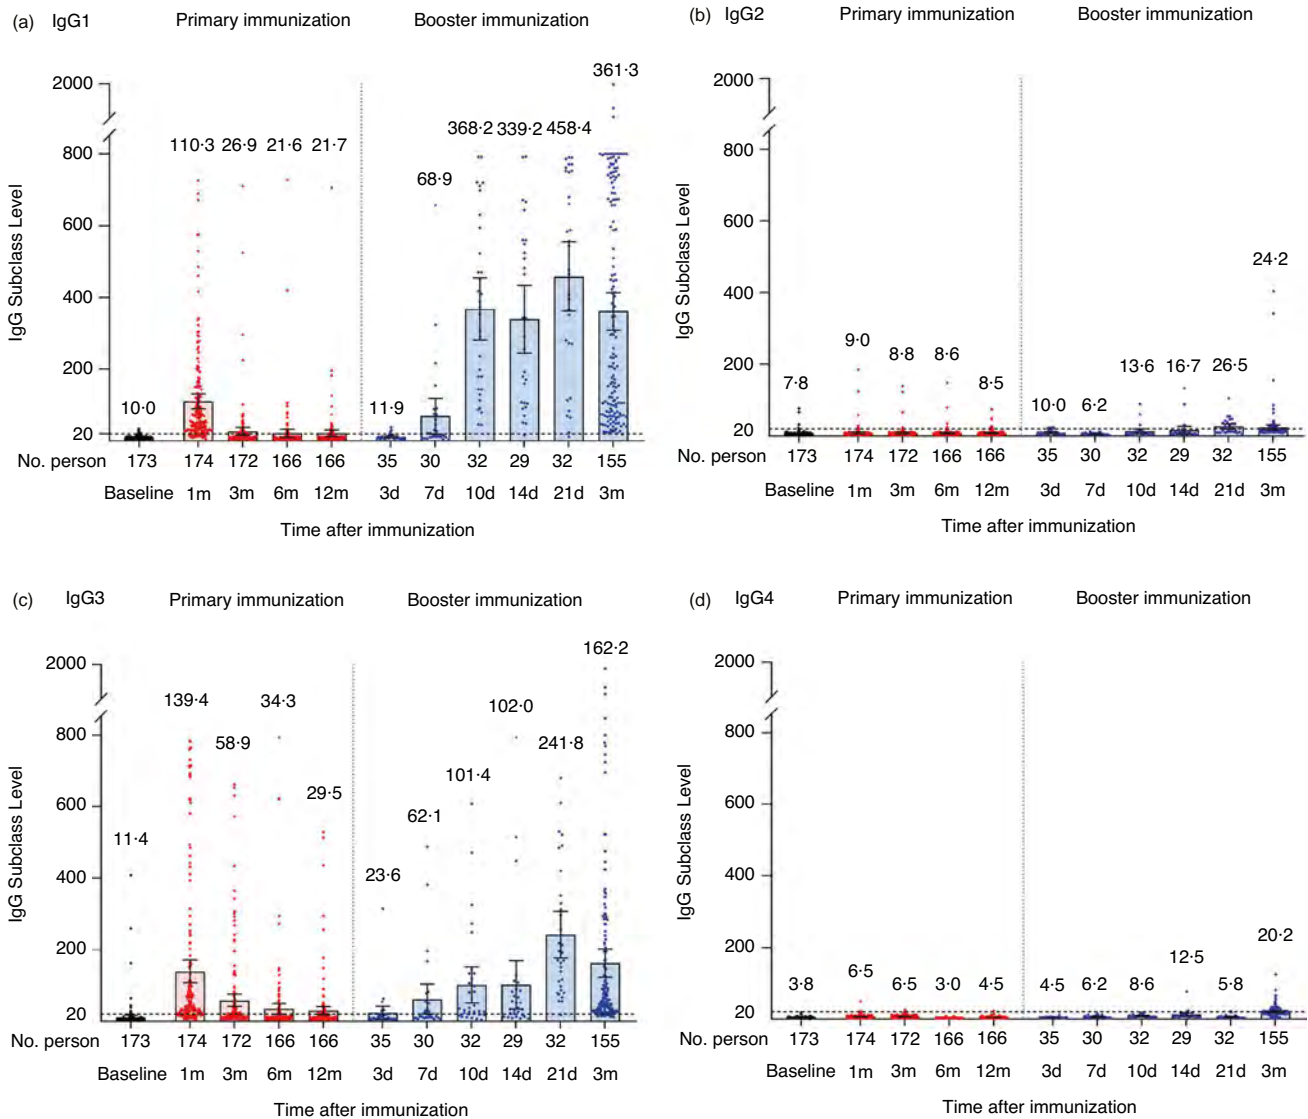 (a) IgG1 Primary immunization Booster immunization
IgG Subclass Level
2000
800
600
400
200
20
10·0 110·3 26·9 21·6 21·7 11·9 68·9 368·2 339·2 458·4 361·3
No. person 173 174 172 166 166 35 30 32 29 32 155
Baseline 1m 3m 6m 12m 3d 7d 10d 14d 21d 3m
Time after immunization
(b) IgG2 Primary immunization Booster immunization
IgG Subclass Level
2000
800
600
400
200
20
7·8 9·0 8·8 8·6 8·5 10·0 6·2 13·6 16·7 26·5 24·2
No. person 173 174 172 166 166 35 30 32 29 32 155
Baseline 1m 3m 6m 12m 3d 7d 10d 14d 21d 3m
Time after immunization
(c) IgG3 Primary immunization Booster immunization
IgG Subclass Level
2000
800
600
400
200
20
11·4 139·4 58·9 34·3 29·5 23·6 62·1 101·4 102·0 241·8 162·2
No. person 173 174 172 166 166 35 30 32 29 32 155
Baseline 1m 3m 6m 12m 3d 7d 10d 14d 21d 3m
Time after immunization
(d) IgG4 Primary immunization Booster immunization
IgG Subclass Level
2000
800
600
400
200
20
3·8 6·5 6·5 3·0 4·5 4·5 6·2 8·6 12·5 5·8 20·2
No. person 173 174 172 166 166 35 30 32 29 32 155
Baseline 1m 3m 6m 12m 3d 7d 10d 14d 21d 3m
Time after immunization